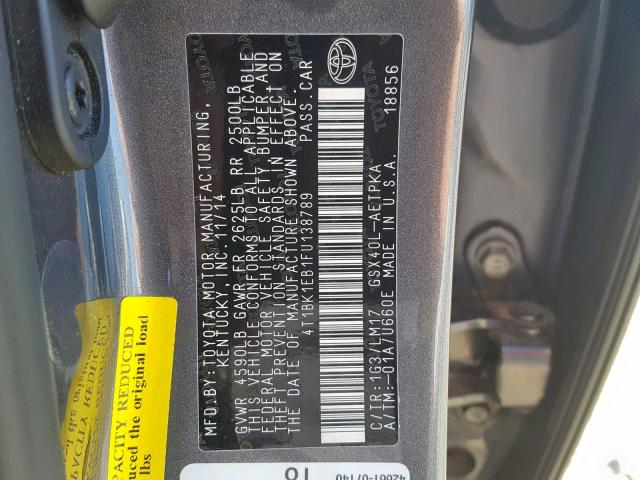 MFD.BY:TOYOTA MOTOR MANUFACTURING,
KENTUCKY, INC. 11/14
GVWR 4590LB GAWR FR 2625LB RR 2500LB
THIS VEHICLE CONFORMS TO ALL APPLICABLE
FEDERAL MOTOR VEHICLE SAFETY, BUMPER, AND
THEFT PREVENTION STANDARDS IN EFFECT ON
THE DATE OF MANUFACTURE SHOWN ABOVE.
4T1BK1EB1FU138789 PASS.CAR
C/TR:1G3/LM17 GSX40L-AETPKA
A/TM:-01A/U660E MADE IN U.S.A. 18856
TOYOTA
CAPACITY REDUCED
the original load
lbs
42661-07140